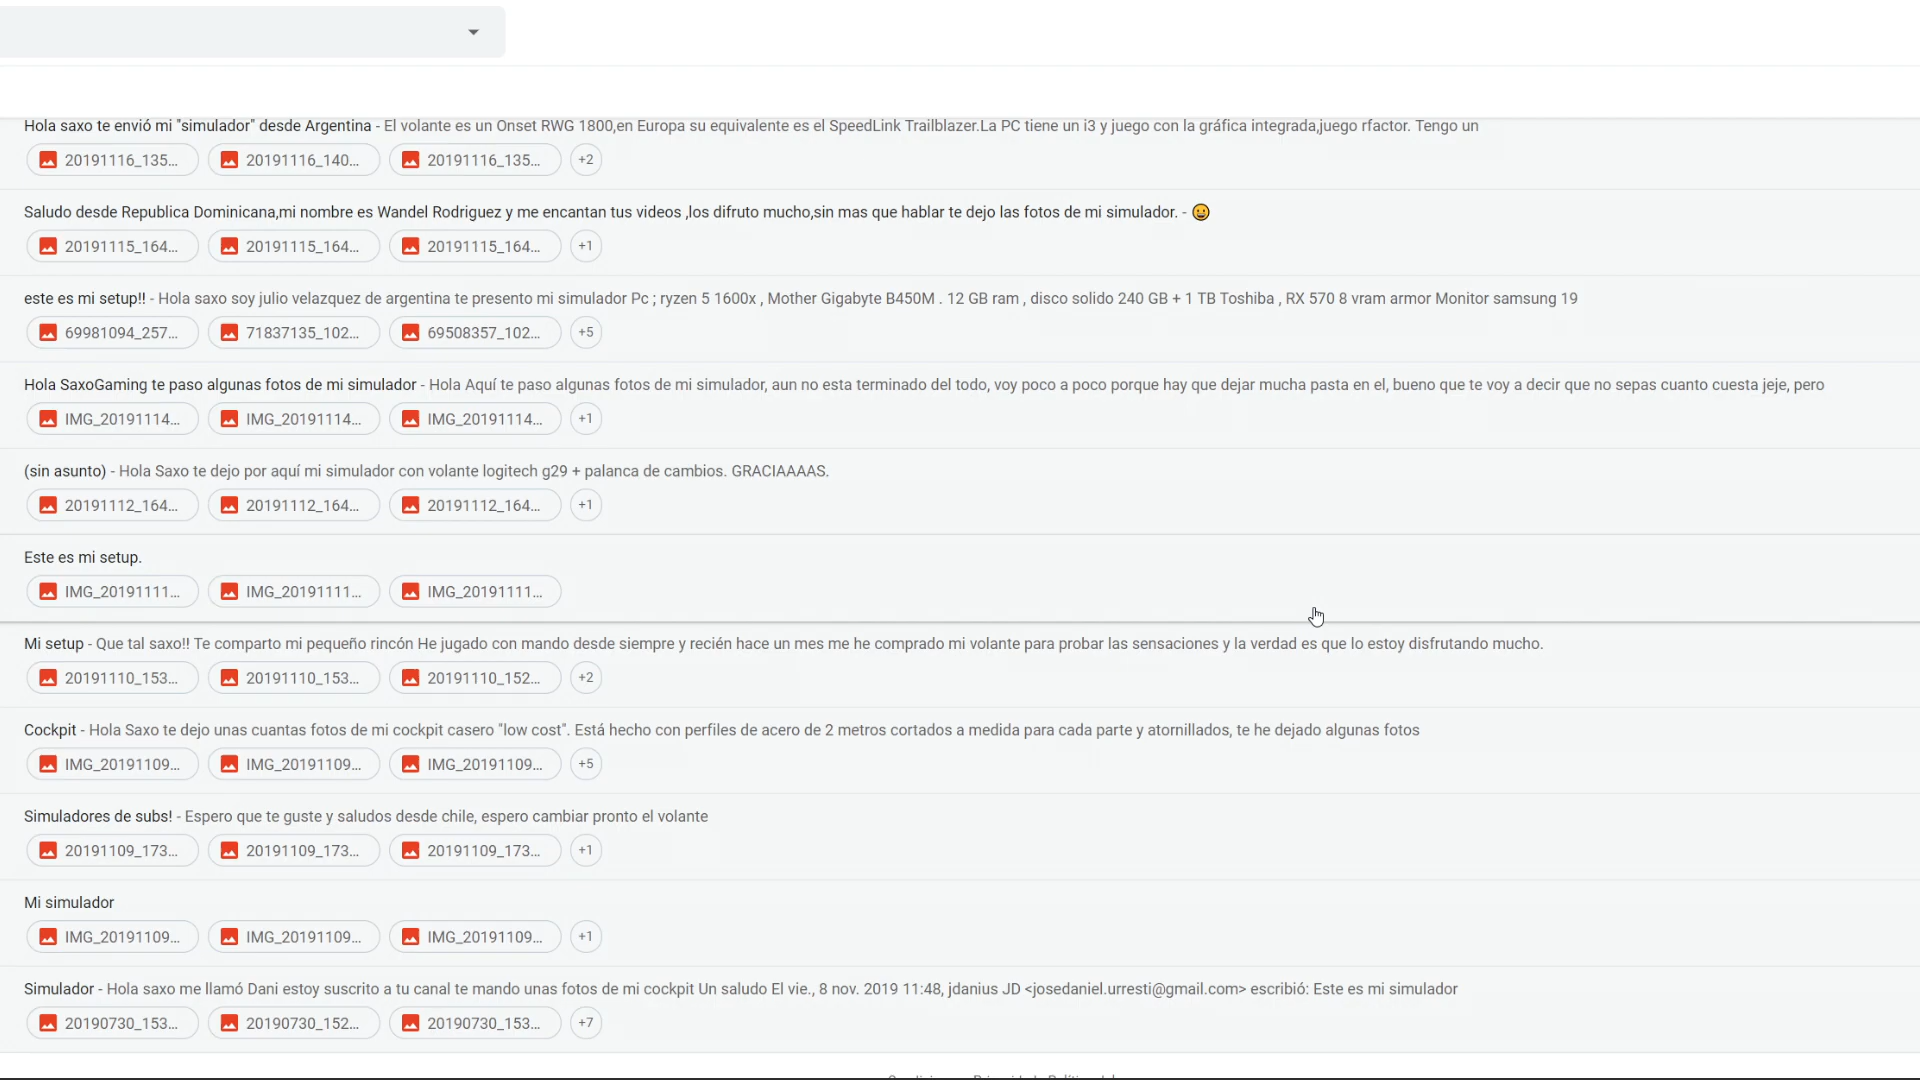 Hola saxo te envió mi "simulador" desde Argentina - El volante es un Onset RWG 1800,en Europa su equivalente es el SpeedLink Trailblazer.La PC tiene un i3 y juego con la gráfica integrada,juego rfactor. Tengo un
20191116_135... 20191116_140... 20191116_135... +2
Saludo desde Republica Dominicana,mi nombre es Wandel Rodriguez y me encantan tus videos ,los difruto mucho,sin mas que hablar te dejo las fotos de mi simulador. - 😀
20191115_164... 20191115_164... 20191115_164... +1
este es mi setup!! - Hola saxo soy julio velazquez de argentina te presento mi simulador Pc ; ryzen 5 1600x , Mother Gigabyte B450M . 12 GB ram , disco solido 240 GB + 1 TB Toshiba , RX 570 8 vram armor Monitor samsung 19
69981094_257... 71837135_102... 69508357_102... +5
Hola SaxoGaming te paso algunas fotos de mi simulador - Hola Aquí te paso algunas fotos de mi simulador, aun no esta terminado del todo, voy poco a poco porque hay que dejar mucha pasta en el, bueno que te voy a decir que no sepas cuanto cuesta jeje, pero
IMG_20191114... IMG_20191114... IMG_20191114... +1
(sin asunto) - Hola Saxo te dejo por aquí mi simulador con volante logitech g29 + palanca de cambios. GRACIAAAAS.
20191112_164... 20191112_164... 20191112_164... +1
Este es mi setup.
IMG_20191111... IMG_20191111... IMG_20191111...
Mi setup - Que tal saxo!! Te comparto mi pequeño rincón He jugado con mando desde siempre y recién hace un mes me he comprado mi volante para probar las sensaciones y la verdad es que lo estoy disfrutando mucho.
20191110_153... 20191110_153... 20191110_152... +2
Cockpit - Hola Saxo te dejo unas cuantas fotos de mi cockpit casero "low cost". Está hecho con perfiles de acero de 2 metros cortados a medida para cada parte y atornillados, te he dejado algunas fotos
IMG_20191109... IMG_20191109... IMG_20191109... +5
Simuladores de subs! - Espero que te guste y saludos desde chile, espero cambiar pronto el volante
20191109_173... 20191109_173... 20191109_173... +1
Mi simulador
IMG_20191109... IMG_20191109... IMG_20191109... +1
Simulador - Hola saxo me llamó Dani estoy suscrito a tu canal te mando unas fotos de mi cockpit Un saludo El vie., 8 nov. 2019 11:48, jdanius JD <josedaniel.urresti@gmail.com> escribió: Este es mi simulador
20190730_153... 20190730_152... 20190730_153... +7